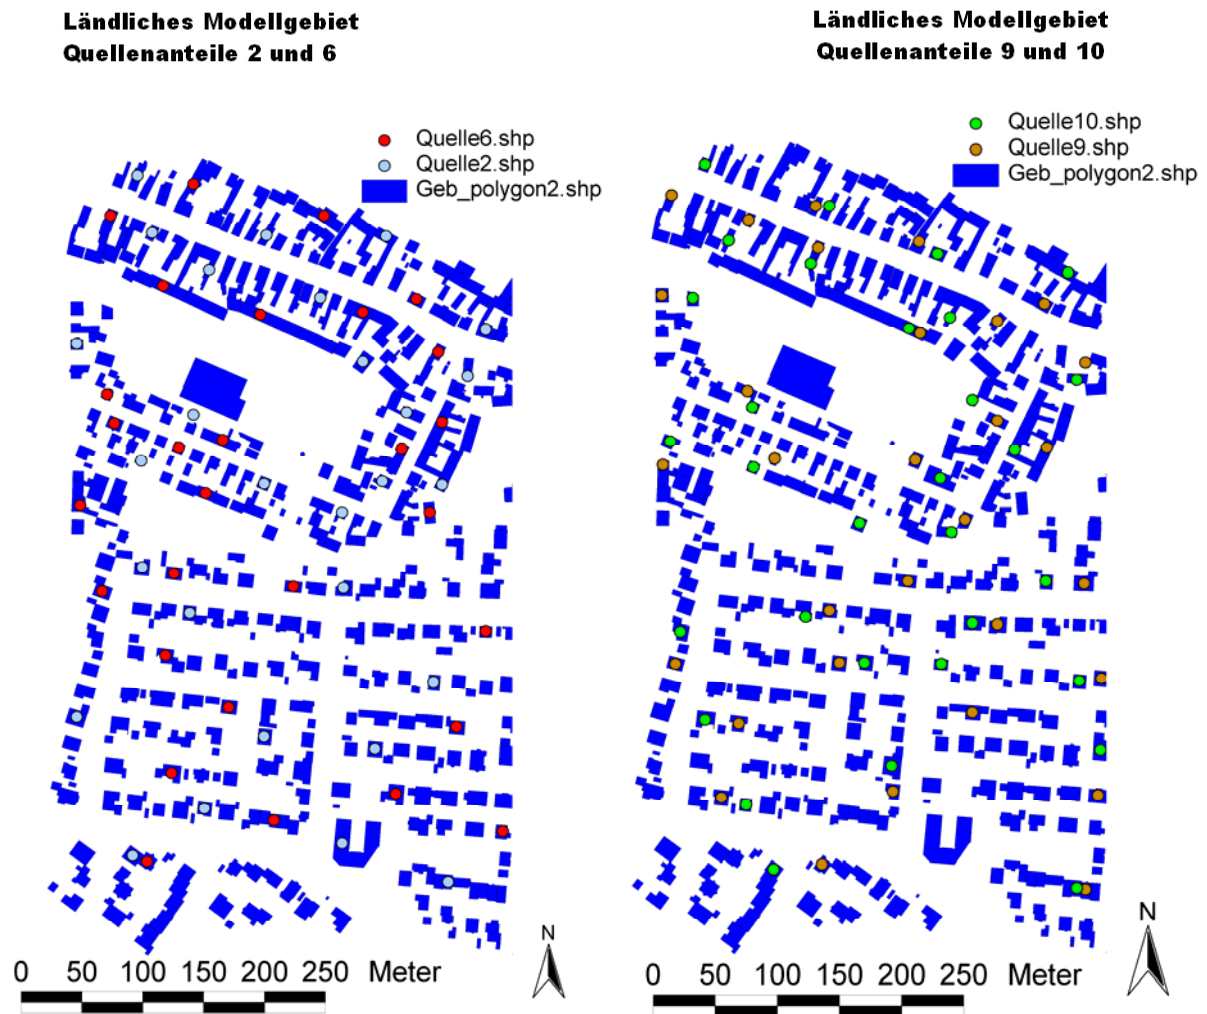 Ländliches Modellgebiet
Quellenanteile 2 und 6
Quelle6.shp
Quelle2.shp
Geb_polygon2.shp
N
0 50 100 150 200 250 Meter
Ländliches Modellgebiet
Quellenanteile 9 und 10
Quelle10.shp
Quelle9.shp
Geb_polygon2.shp
N
0 50 100 150 200 250 Meter